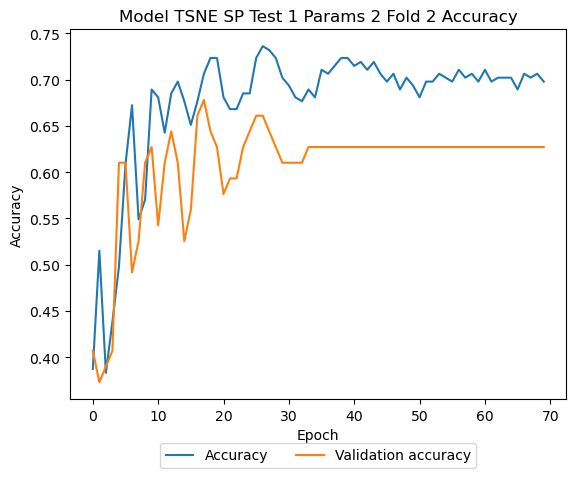 Model TSNE SP Test 1 Params 2 Fold 2 Accuracy
0.75
0.70
0.65
0.60
0.55
0.50
0.45
0.40
Accuracy
0 10 20 30 40 50 60 70
Epoch
Accuracy Validation accuracy